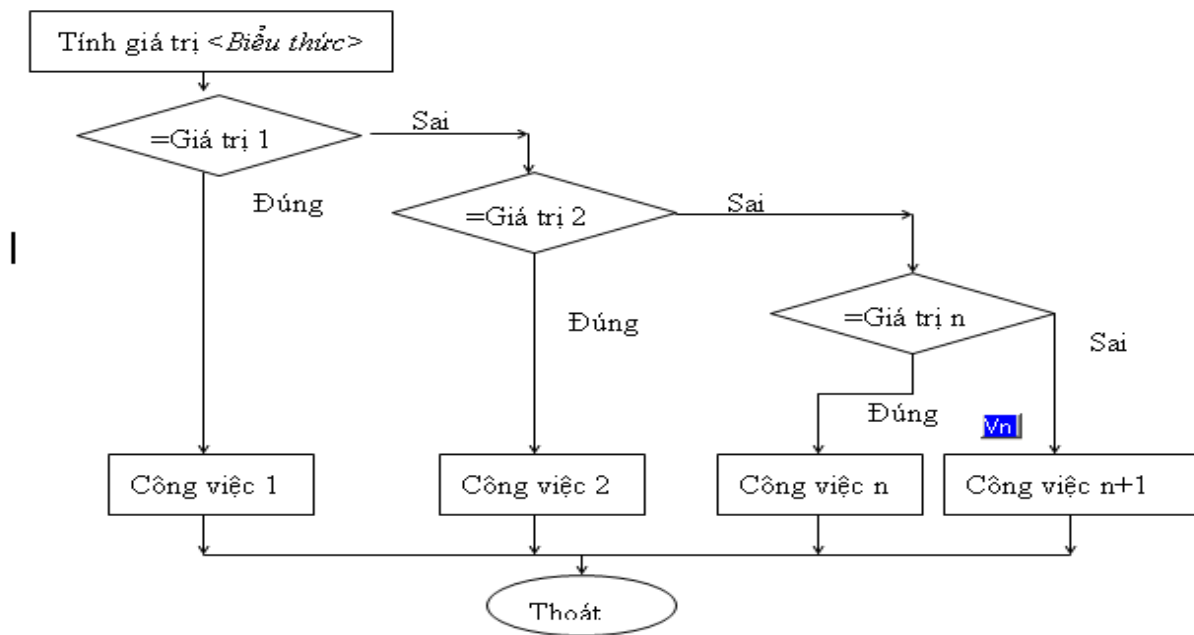 Tính giá trị <Biểu thức>
=Giá trị 1
Sai
Đúng
=Giá trị 2
Sai
Đúng
=Giá trị n
Sai
Đúng
Vn
Công việc 1
Công việc 2
Công việc n
Công việc n+1
Thoát